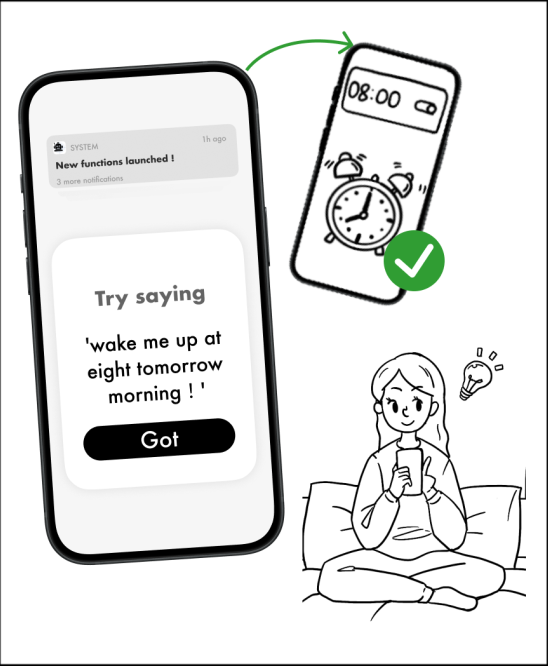 SYSTEM
1h ago
New functions launched !
3 more notifications
Try saying
'wake me up at
eight tomorrow
morning ! '
Got
08:00